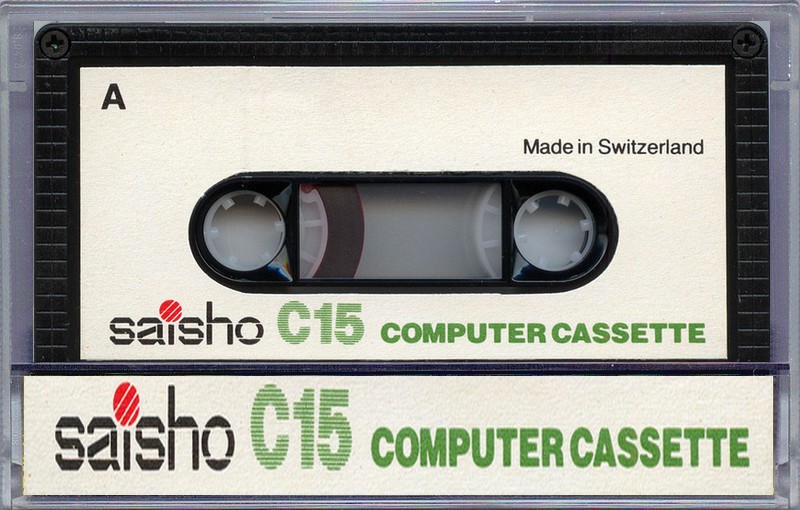 A
Made in Switzerland
saisho C15 COMPUTER CASSETTE
saisho C15 COMPUTER CASSETTE